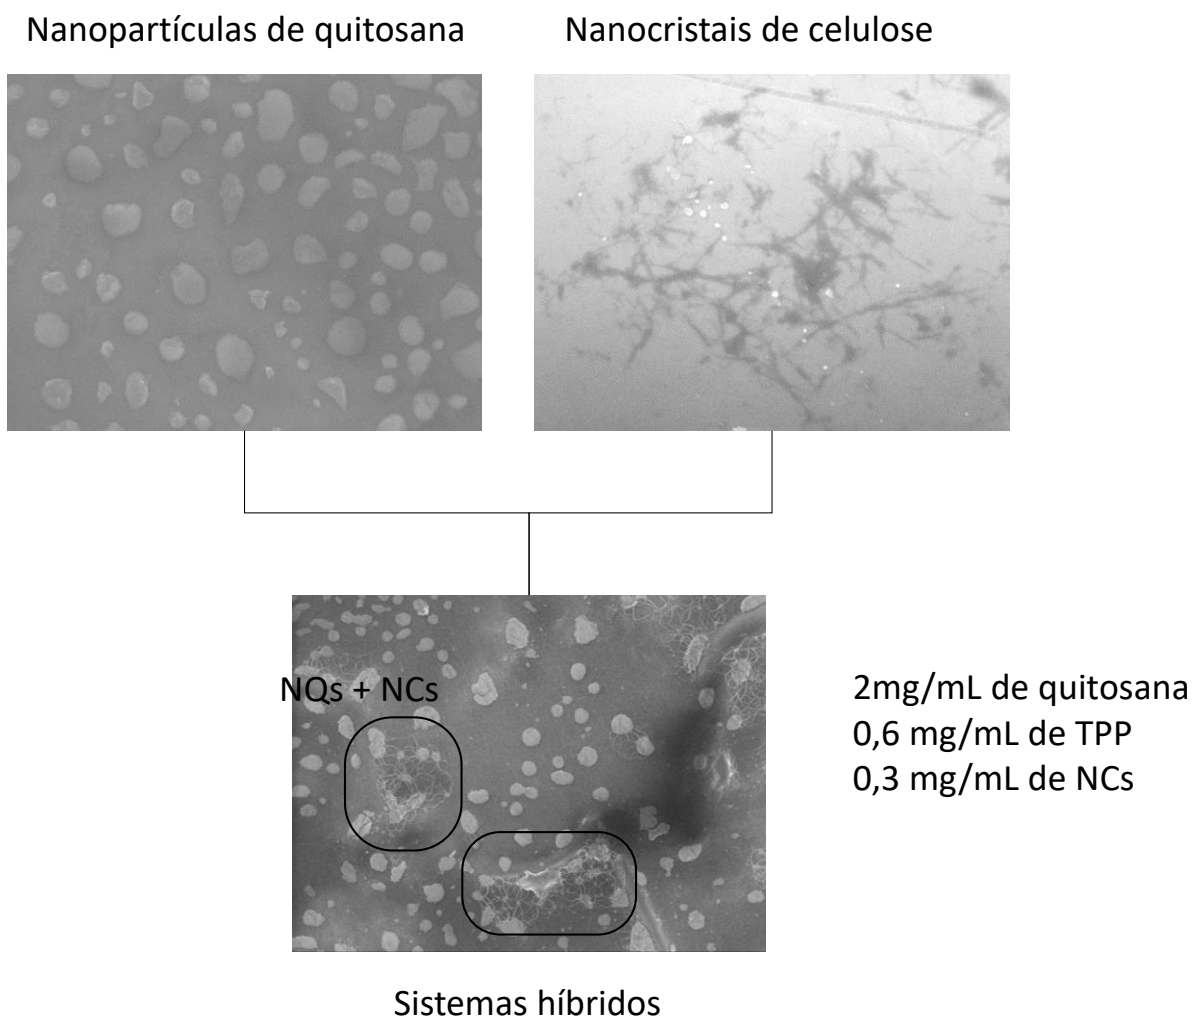 Nanopartículas de quitosana
Nanocristais de celulose
NQs + NCs
2mg/mL de quitosana
0,6 mg/mL de TPP
0,3 mg/mL de NCs
Sistemas híbridos